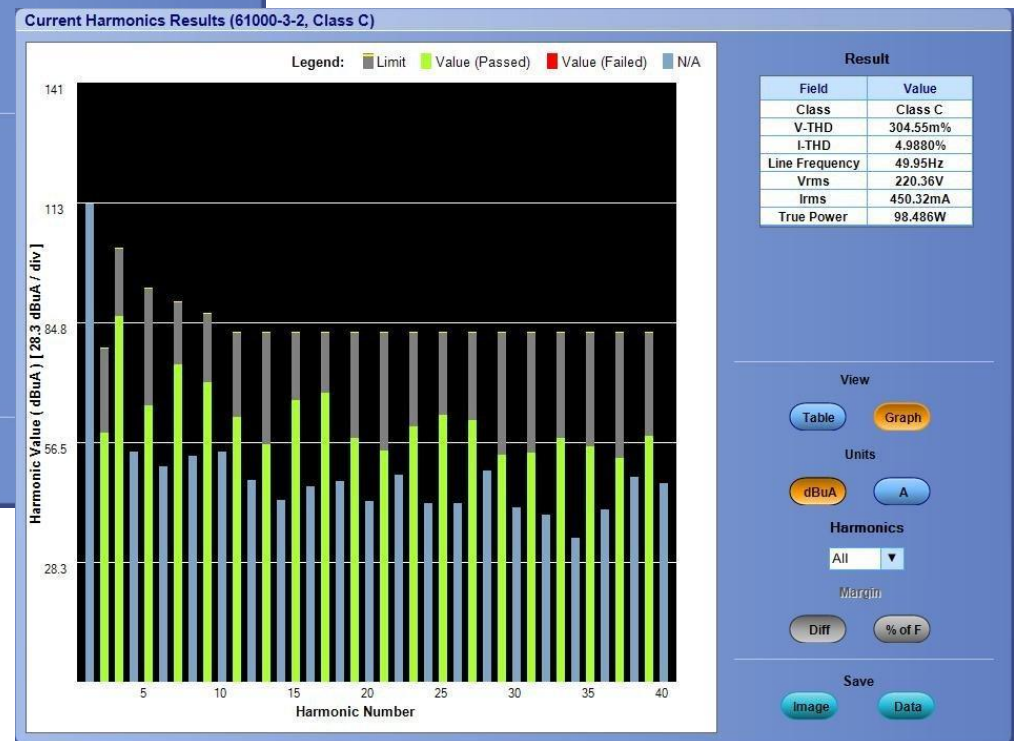 Current Harmonics Results (61000-3-2, Class C)
Legend: Limit Value (Passed) Value (Failed) N/A
141
113
84.8
56.5
28.3
Harmonic Value ( dBuA ) [ 28.3 dBuA / div ]
5 10 15 20 25 30 35 40
Harmonic Number
Result
Field Value
Class Class C
V-THD 304.55m%
I-THD 4.9880%
Line Frequency 49.95Hz
Vrms 220.36V
Irms 450.32mA
True Power 98.486W
View
Table Graph
Units
dBuA A
Harmonics
All
Margin
Diff % of F
Save
Image Data